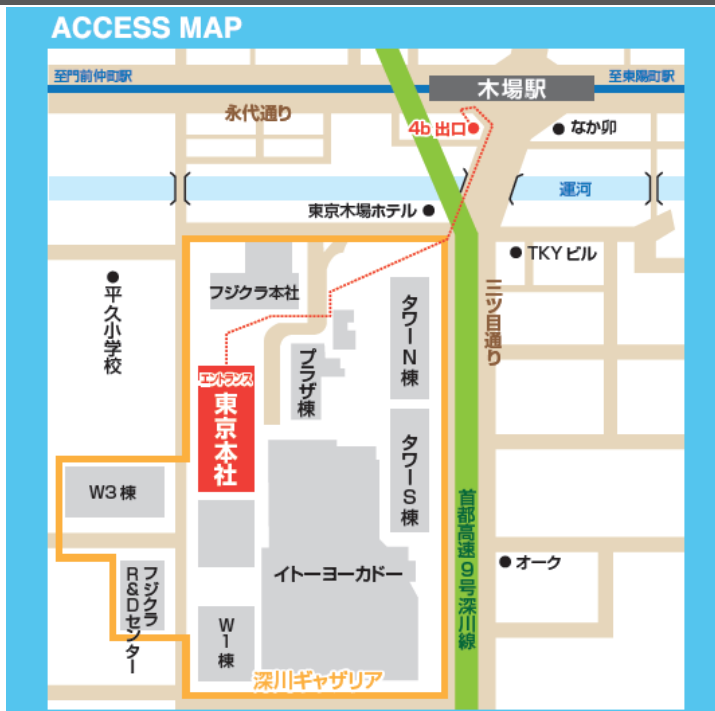 ACCESS MAP
至門前仲町駅
木場駅
至東陽町駅
永代通り
4b 出口
なか卯
運河
東京木場ホテル
TKYビル
平久小学校
フジクラ本社
タワーN棟
三ツ目通り
プラザ棟
エントランス
東京本社
タワーS棟
W3棟
首都高速9号深川線
イトーヨーカドー
オーク
フジクラ
R&Dセンター
W1棟
深川ギャザリア